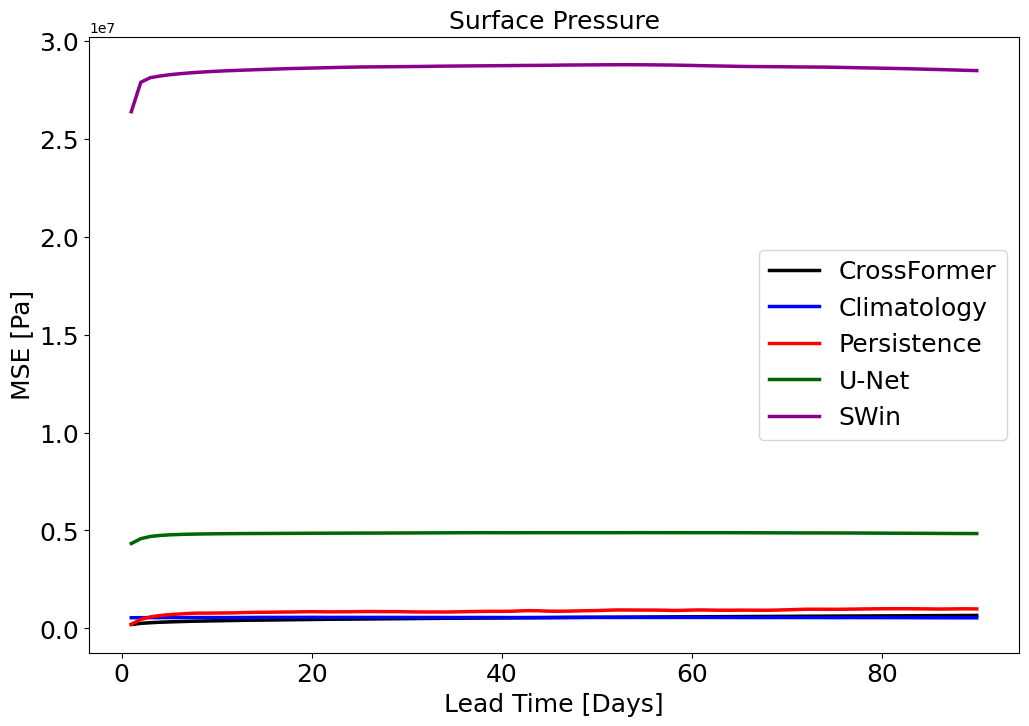 Surface Pressure
1e7
3.0
2.5
2.0
1.5
1.0
0.5
0.0
MSE [Pa]
CrossFormer
Climatology
Persistence
U-Net
SWin
0 20 40 60 80
Lead Time [Days]